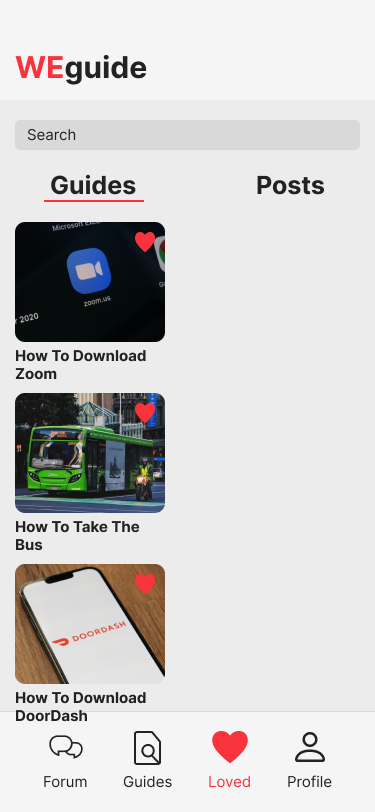 WEguide
Search
Guides
Posts
Microsoft Excel
zoom.us
2020
How To Download
Zoom
How To Take The
Bus
DOORDASH
How To Download
DoorDash
Forum
Guides
Loved
Profile